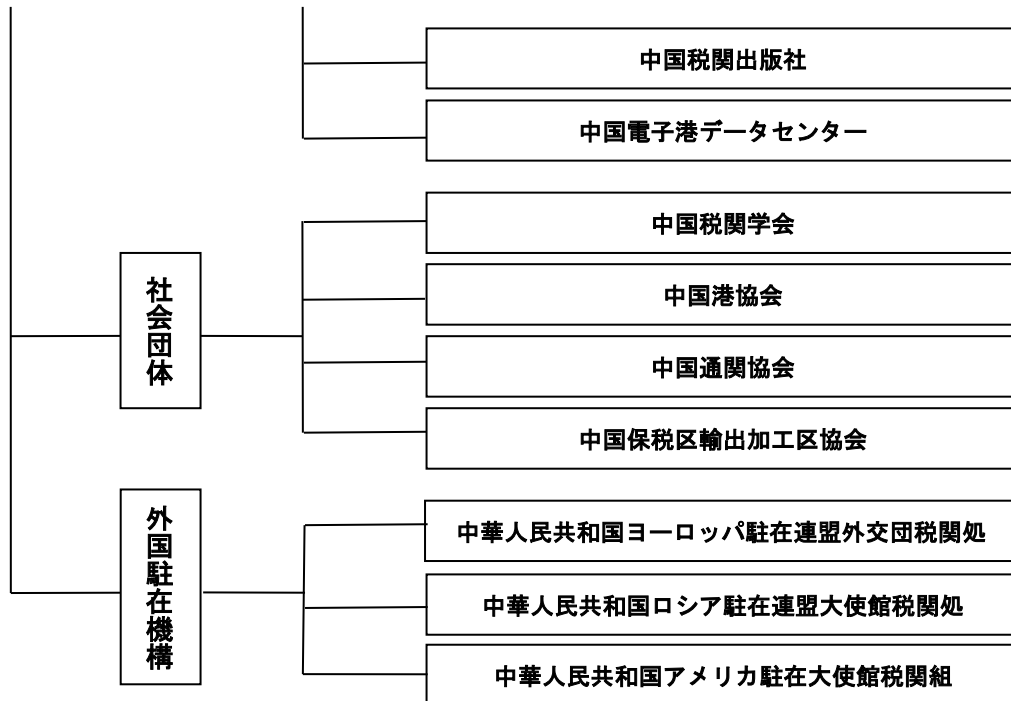 中国税関出版社
中国電子港データセンター
社会団体
中国税関学会
中国港協会
中国通関協会
中国保税区輸出加工区協会
外国駐在機構
中華人民共和国ヨーロッパ駐在連盟外交団税関処
中華人民共和国ロシア駐在連盟大使館税関処
中華人民共和国アメリカ駐在大使館税関組